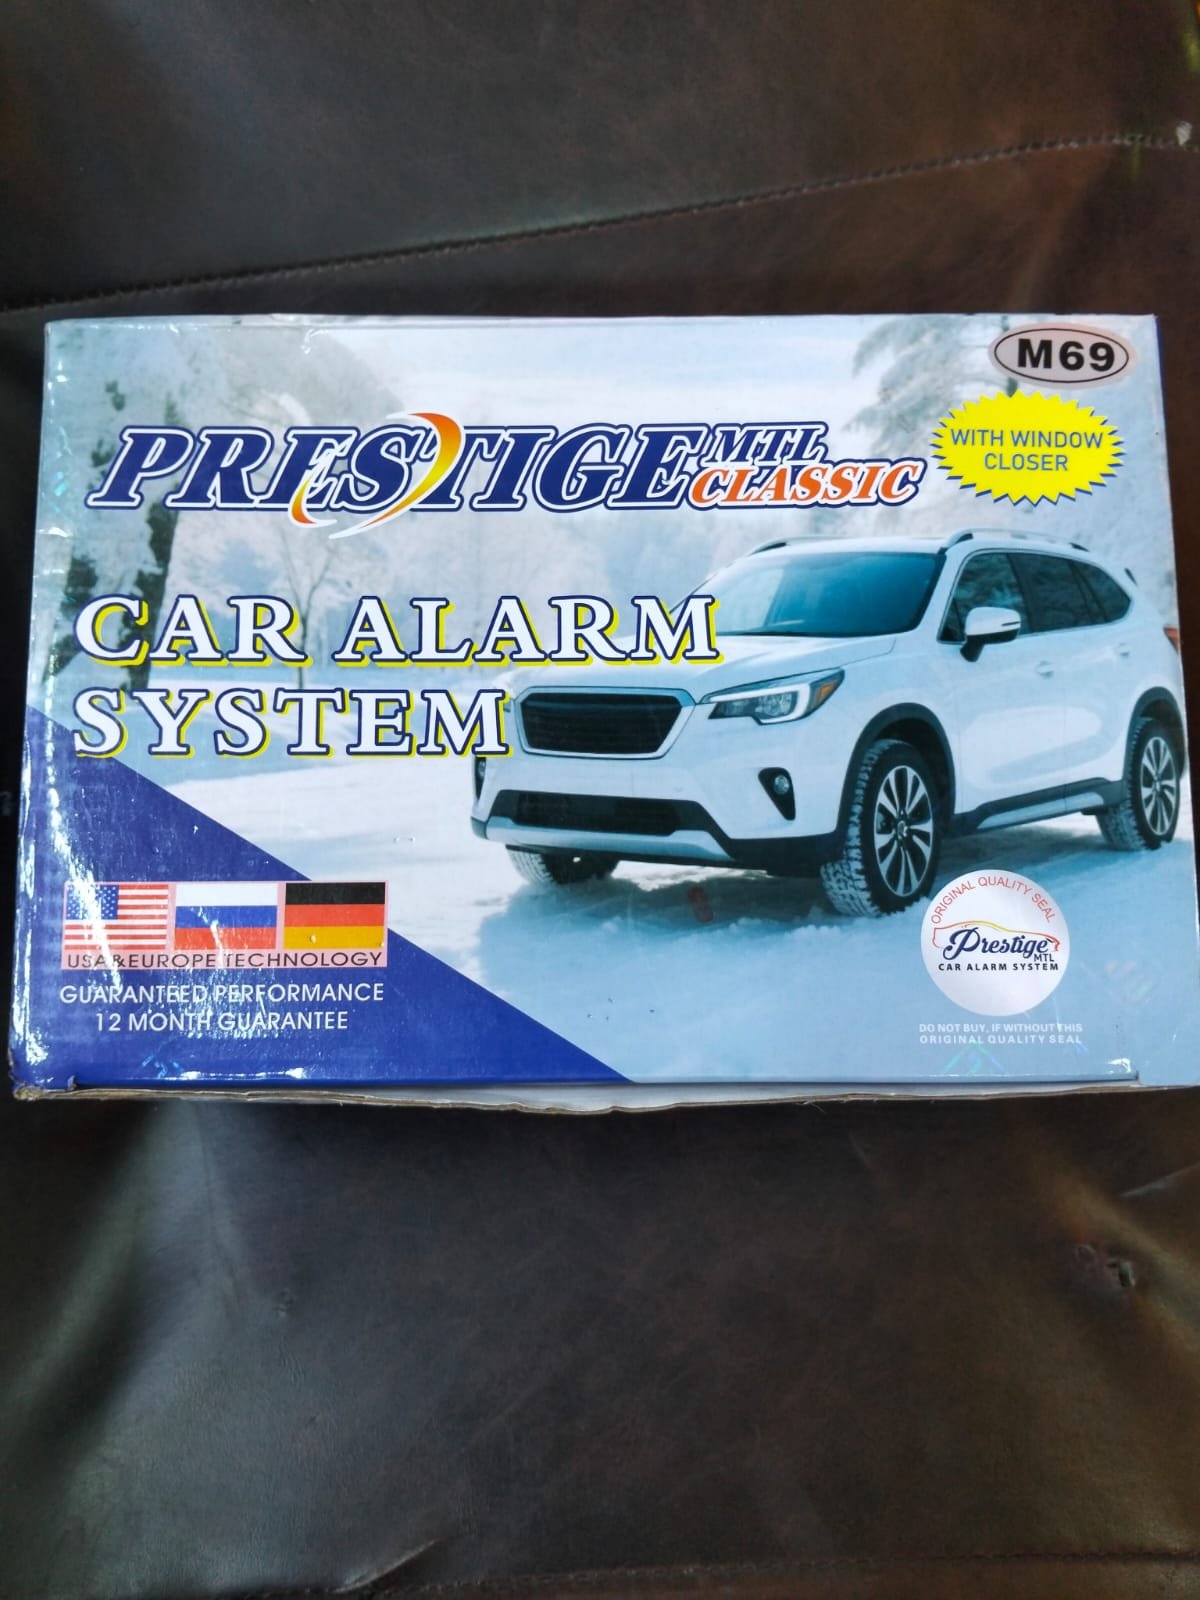 M69
PRESTIGE MTL CLASSIC
WITH WINDOW
CLOSER
CAR ALARM
SYSTEM
USA & EUROPE TECHNOLOGY
GUARANTEED PERFORMANCE
12 MONTH GUARANTEE
ORIGINAL QUALITY SEAL
Prestige
MTL
CAR ALARM SYSTEM
DO NOT BUY, IF WITHOUT THIS
ORIGINAL QUALITY SEAL